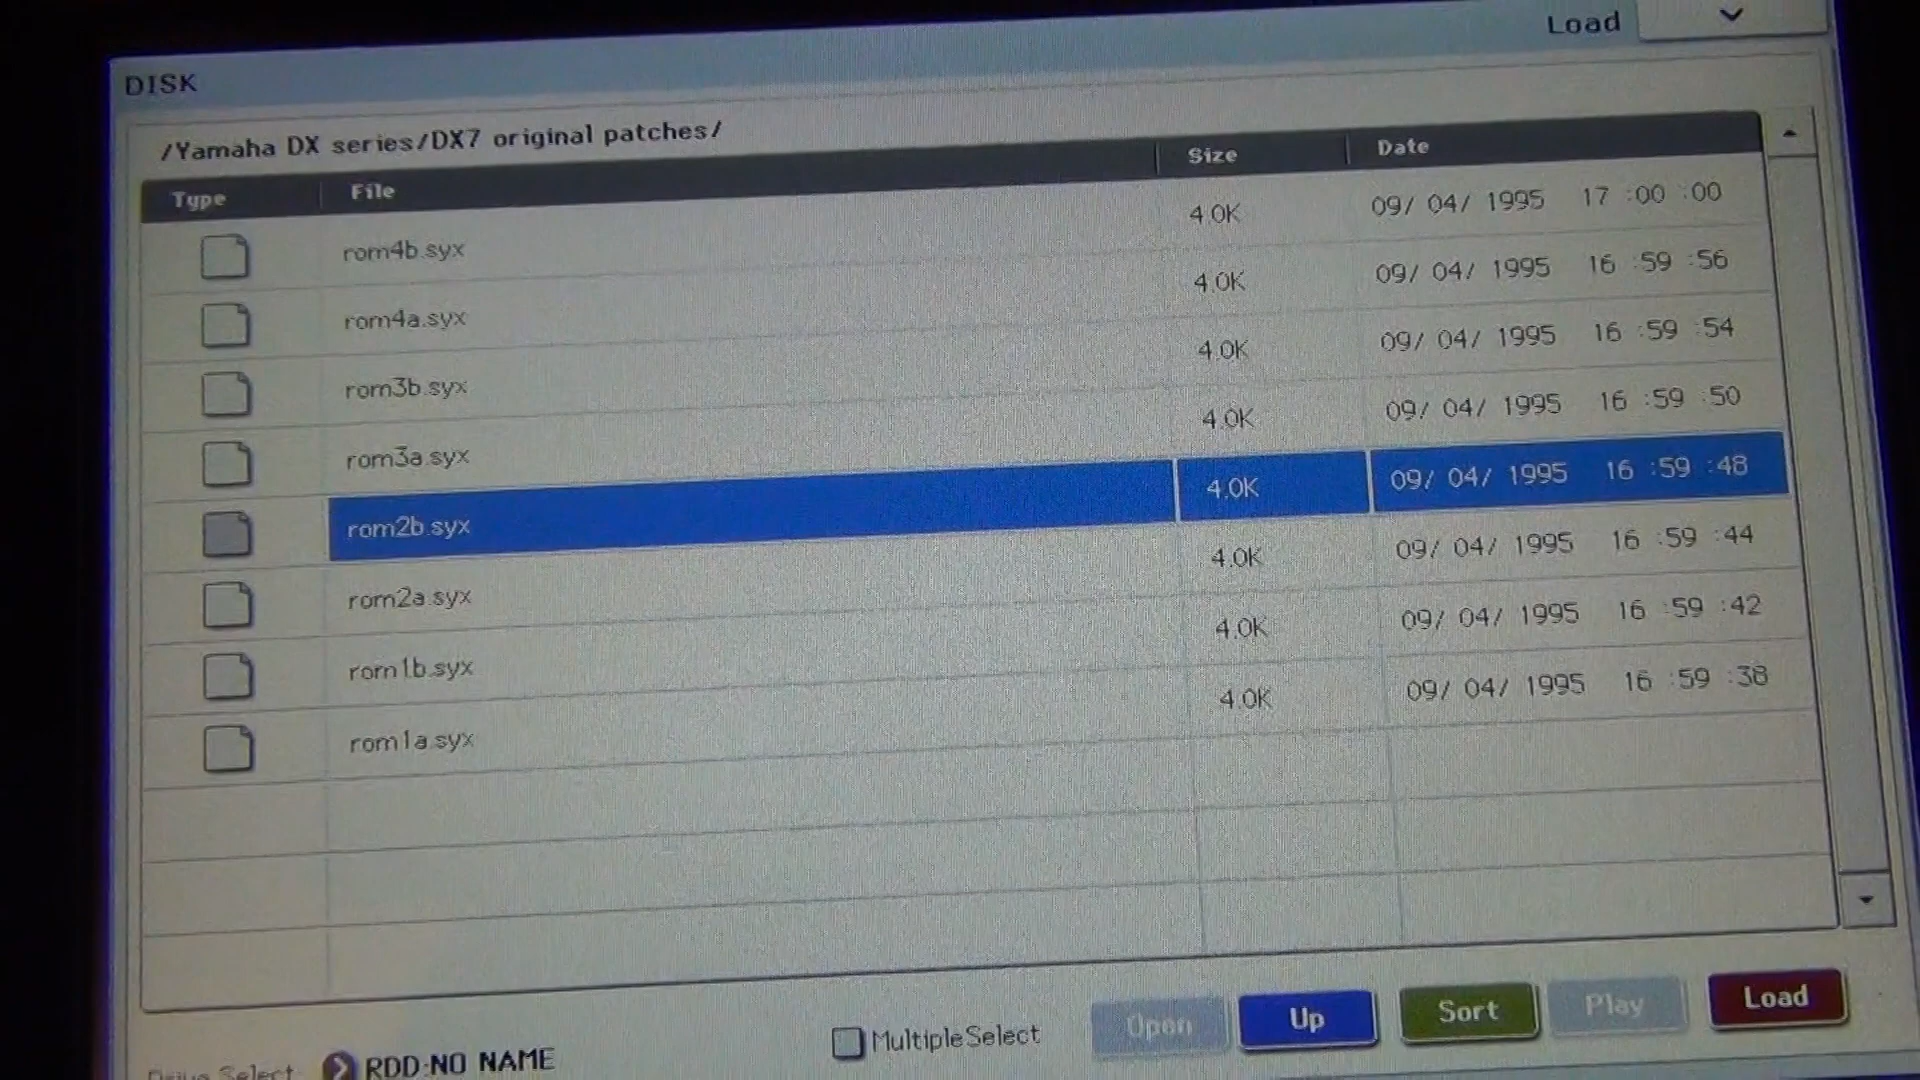 Load
DISK
/Yamaha DX series/DX7 original patches/
Type File Size Date
rom4b.syx 4.0K 09/ 04/ 1995 17 :00 :00
rom4a.syx 4.0K 09/ 04/ 1995 16 :59 :56
rom3b.syx 4.0K 09/ 04/ 1995 16 :59 :54
rom3a.syx 4.0K 09/ 04/ 1995 16 :59 :50
rom2b.syx 4.0K 09/ 04/ 1995 16 :59 :48
rom2a.syx 4.0K 09/ 04/ 1995 16 :59 :44
rom1b.syx 4.0K 09/ 04/ 1995 16 :59 :42
rom1a.syx 4.0K 09/ 04/ 1995 16 :59 :38
Multiple Select Open Up Sort Play Load
Drive Select RDD:NO NAME